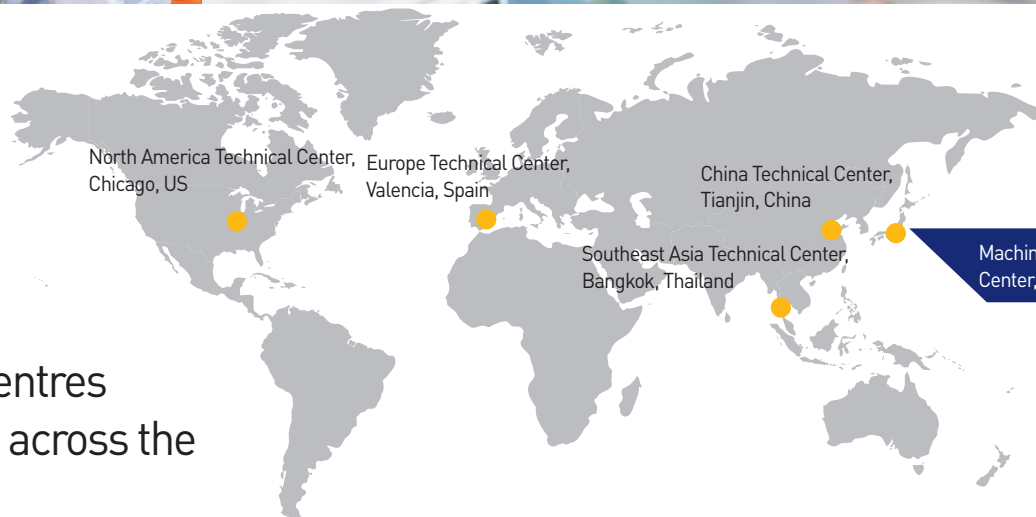 North America Technical Center,
Chicago, US
Europe Technical Center,
Valencia, Spain
China Technical Center,
Tianjin, China
Southeast Asia Technical Center,
Bangkok, Thailand
Center,
across the